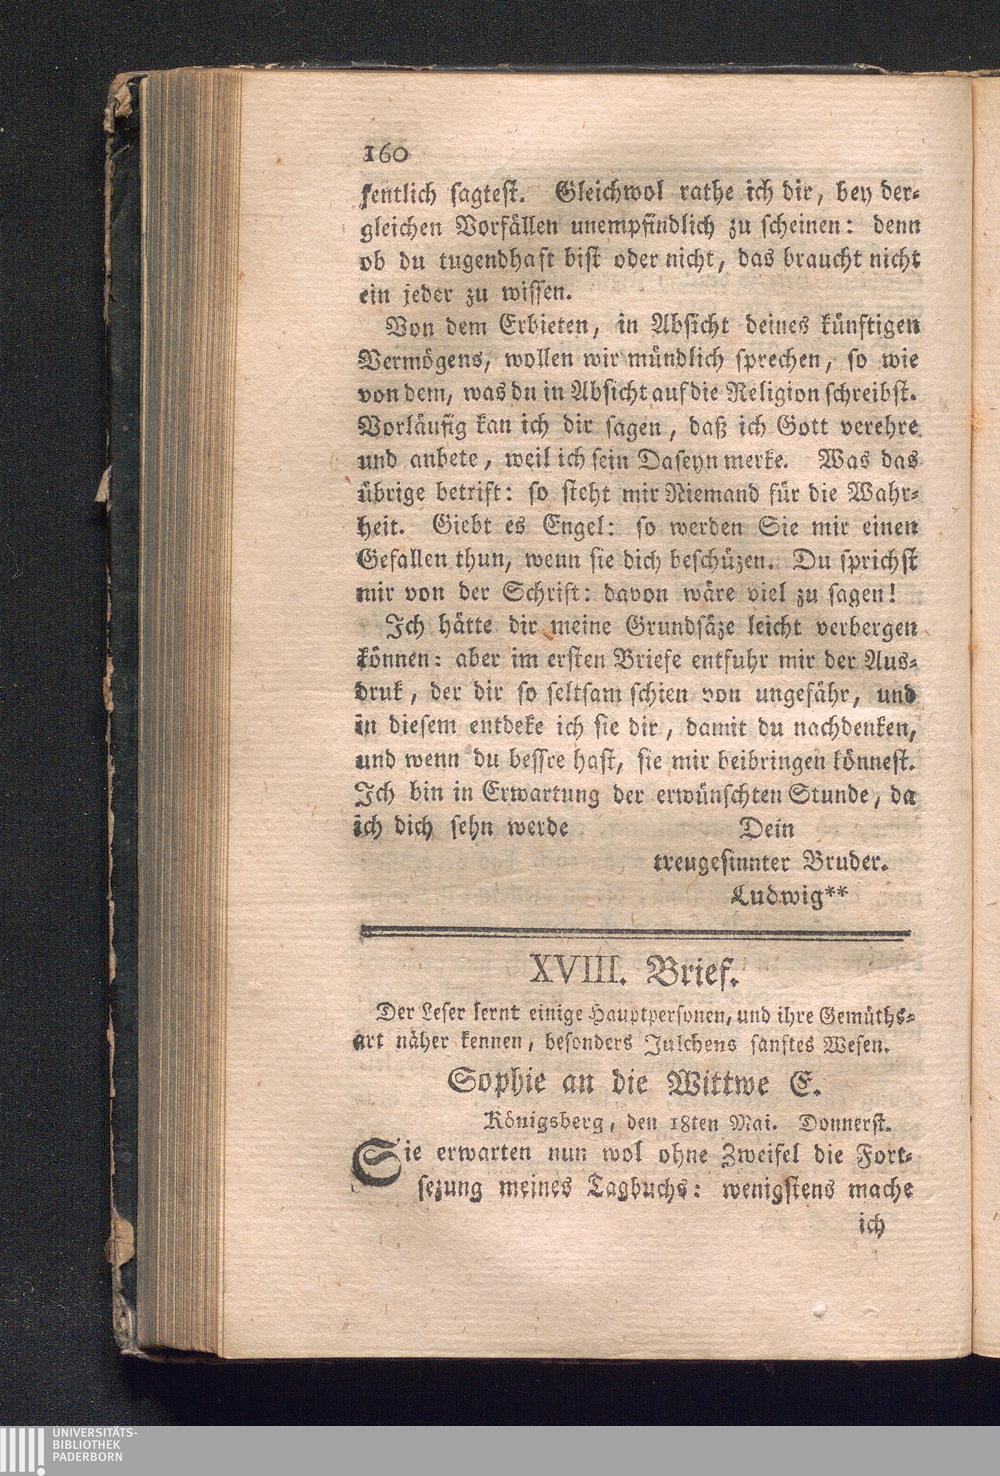 160
fentlich sagtest. Gleichwol rathe ich dir, bey der-
gleichen Vorfällen unempfindlich zu scheinen: denn
ob du tugendhaft bist oder nicht, das braucht nicht
ein jeder zu wissen.
Von dem Erbieten, in Absicht deines künftigen
Vermögens, wollen wir mündlich sprechen, so wie
von dem, was du in Absicht auf die Religion schreibst.
Vorläufig kan ich dir sagen, daß ich Gott verehre
und anbete, weil ich sein Daseyn merke. Was das
übrige betrift: so steht mir Niemand für die Wahr-
heit. Giebt es Engel: so werden Sie mir einen
Gefallen thun, wenn sie dich beschüzen. Du sprichst
mir von der Schrift: davon wäre viel zu sagen!
Ich hätte dir meine Grundsäze leicht verbergen
können: aber im ersten Briefe entfuhr mir der Aus-
druk, der dir so seltsam schien von ungefähr, und
in diesem entdeke ich sie dir, damit du nachdenken,
und wenn du bessre hast, sie mir beibringen könnest.
Ich bin in Erwartung der erwünschten Stunde, da
ich dich sehn werde Dein
treugesinnter Bruder.
Ludwig**
XVIII. Brief.
Der Leser lernt einige Hauptpersonen, und ihre Gemüths-
art näher kennen, besonders Julchens sanftes Wesen.
Sophie an die Wittwe E.
Königsberg, den 18ten Mai. Donnerst.
Sie erwarten nun wol ohne Zweifel die Fort-
sezung meines Tagbuchs: wenigstens mache
ich
UNIVERSITÄTS-
BIBLIOTHEK
PADERBORN